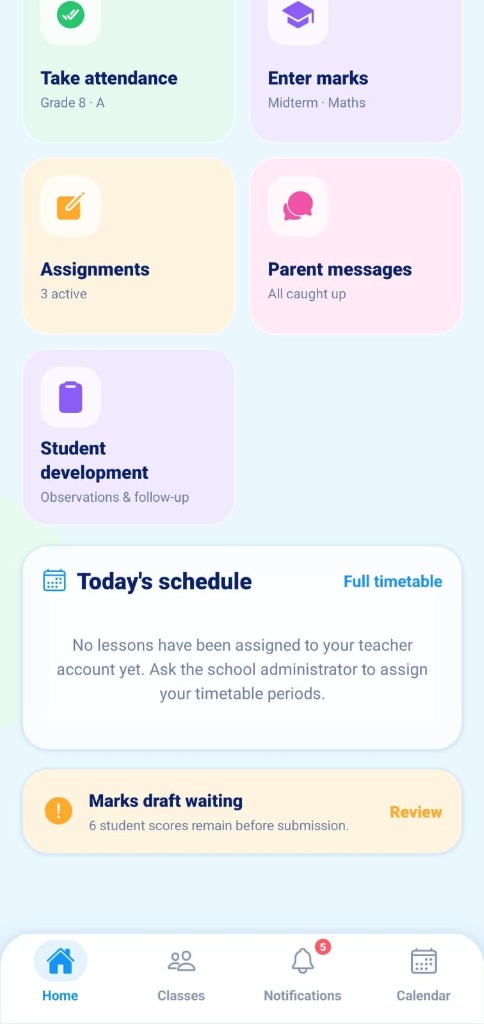 Take attendance
Grade 8 · A
Enter marks
Midterm · Maths
Assignments
3 active
Parent messages
All caught up
Student
development
Observations & follow-up
Today's schedule
Full timetable
No lessons have been assigned to your teacher
account yet. Ask the school administrator to assign
your timetable periods.
Marks draft waiting
6 student scores remain before submission.
Review
5
Home
Classes
Notifications
Calendar